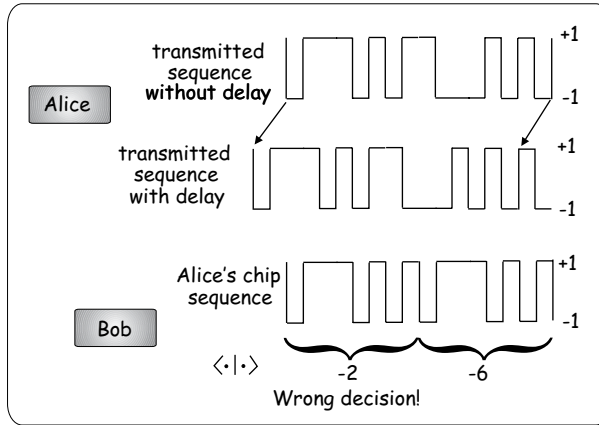 transmitted
sequence
without delay
+1
-1
Alice
transmitted
sequence
with delay
+1
-1
Alice's chip
sequence
+1
-1
Bob
⟨·|·⟩
-2
-6
Wrong decision!